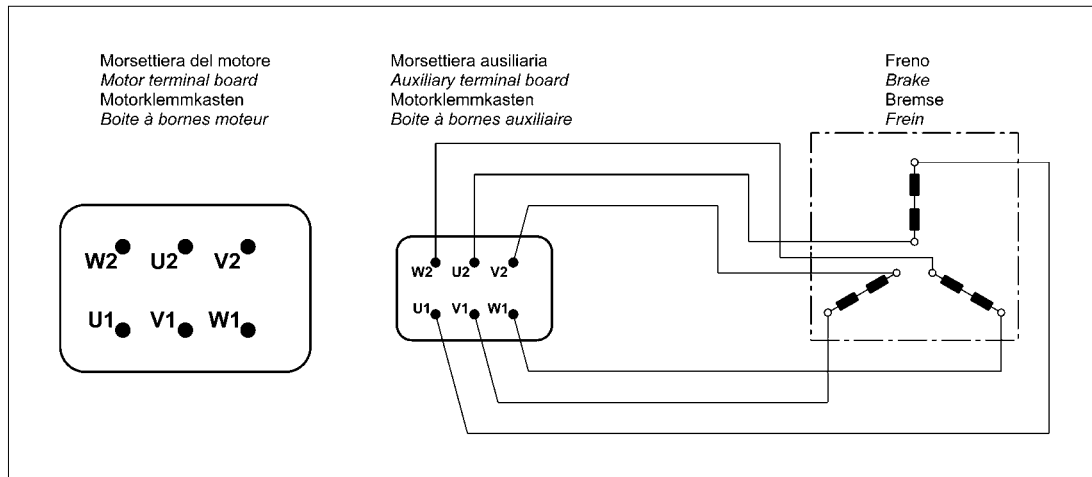 Morsettiera del motore
Motor terminal board
Motorklemmkasten
Boite à bornes moteur
Morsettiera ausiliaria
Auxiliary terminal board
Motorklemmkasten
Boite à bornes auxiliaire
Freno
Brake
Bremse
Frein
W2 U2 V2
U1 V1 W1
W2 U2 V2
U1 V1 W1